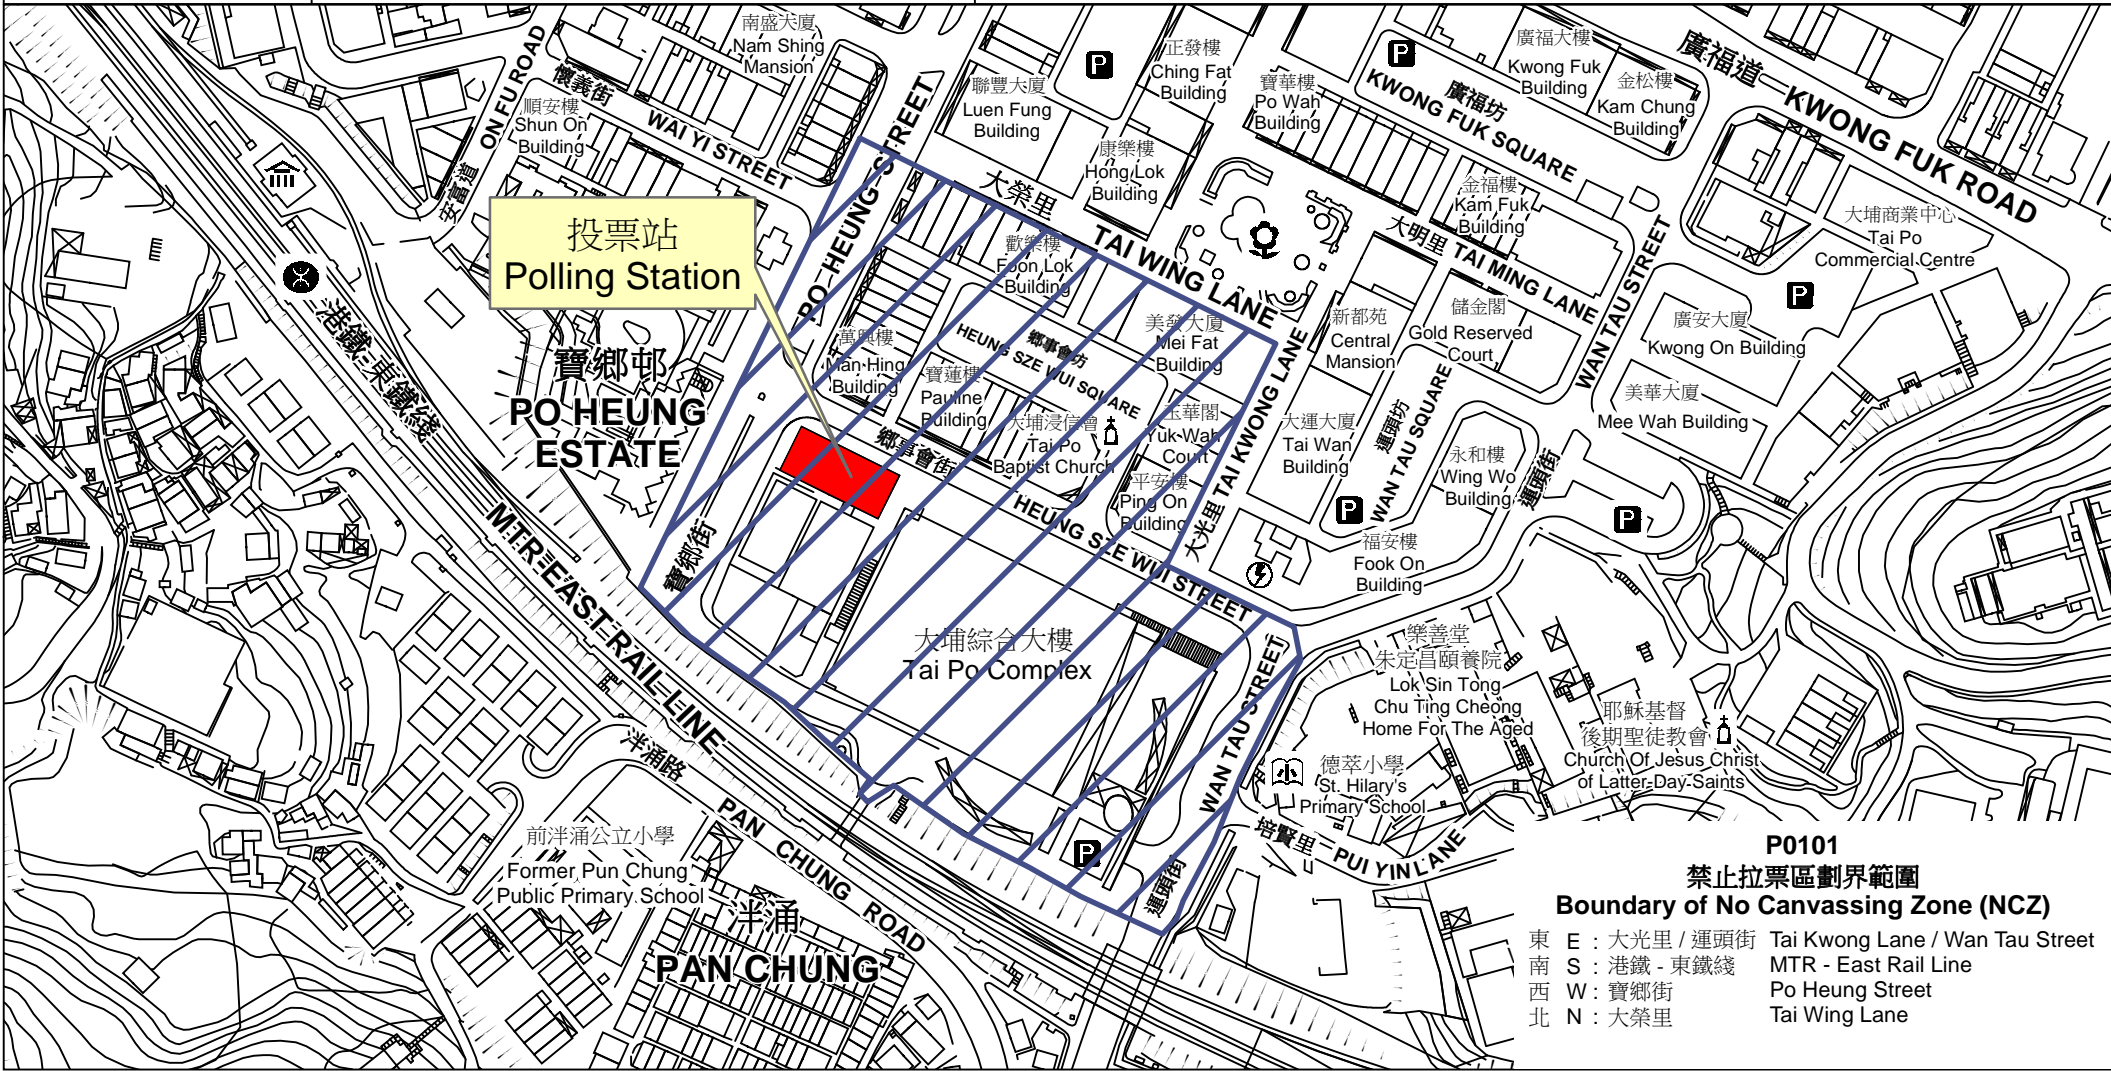 南盛大廈
Nam Shing
Mansion
ON FU ROAD
安富道
懷義街
WAI YI STREET
順安樓
Shun On
Building
聯豐大廈
Luen Fung
Building
P
正發樓
Ching Fat
Building
康樂樓
Hong Lok
Building
寶華樓
Po Wah
Building
P
廣福坊
KWONG FUK SQUARE
廣福大樓
Kwong Fuk
Building
金松樓
Kam Chung
Building
廣福道 KWONG FUK ROAD
金福樓
Kam Fuk
Building
大明里 TAI MING LANE
WAN TAU STREET
大埔商業中心
Tai Po
Commercial Centre
P
投票站
Polling Station
PO HEUNG STREET
大榮里
TAI WING LANE
歡樂樓
Foon Lok
Building
鄉事會坊
HEUNG SZE WUI SQUARE
美發大廈
Mei Fat
Building
萬興樓
Man Hing
Building
寶蓮樓
Pauline
Building
大埔浸信會
Tai Po
Baptist Church
玉華閣
Yuk Wah
Court
平安樓
Ping On
Building
大光里 TAI KWONG LANE
新都苑
Central
Mansion
儲金閣
Gold Reserved
Court
廣安大廈
Kwong On Building
美華大廈
Mee Wah Building
大運大廈
Tai Wan
Building
運頭坊
WAN TAU SQUARE
永和樓
Wing Wo
Building
運頭街
P
P
福安樓
Fook On
Building
港鐵-東鐵綫
MTR-EAST RAIL LINE
寶鄉邨
PO HEUNG
ESTATE
寶鄉街
鄉事會街
HEUNG SZE WUI STREET
大埔綜合大樓
Tai Po Complex
WAN TAU STREET
運頭街
P
樂善堂
朱定昌頤養院
Lok Sin Tong
Chu Ting Cheong
Home For The Aged
耶穌基督
後期聖徒教會
Church Of Jesus Christ
of Latter-Day-Saints
小
德萃小學
St. Hilary's
Primary School
培賢里 PUI YIN LANE
泮涌路
PAN CHUNG ROAD
前泮涌公立小學
Former Pun Chung
Public Primary School
泮涌
PAN CHUNG
P0101
禁止拉票區劃界範圍
Boundary of No Canvassing Zone (NCZ)
東 E : 大光里 / 運頭街 Tai Kwong Lane / Wan Tau Street
南 S : 港鐵 - 東鐵綫 MTR - East Rail Line
西 W : 寶鄉街 Po Heung Street
北 N : 大榮里 Tai Wing Lane